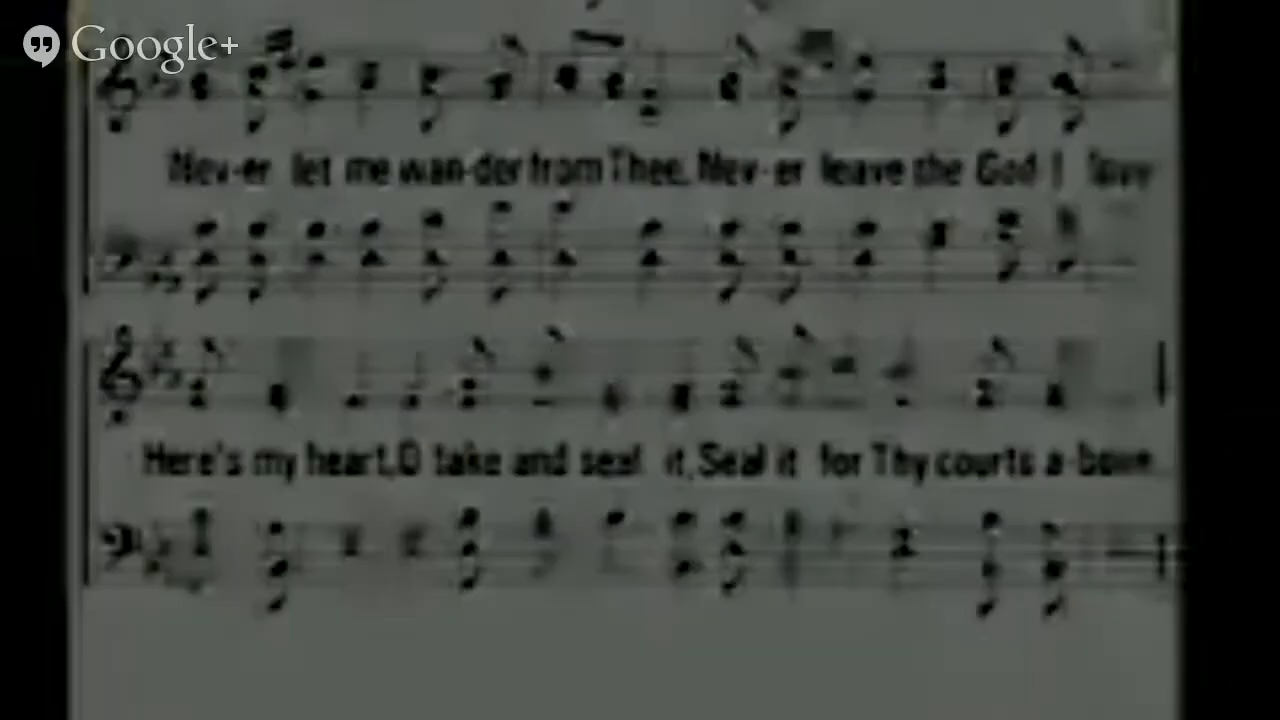 Google+
Nev-er let me wan-der from Thee, Nev-er leave the God I love
Here's my heart, O take and seal it, Seal it for Thy courts a-bove.